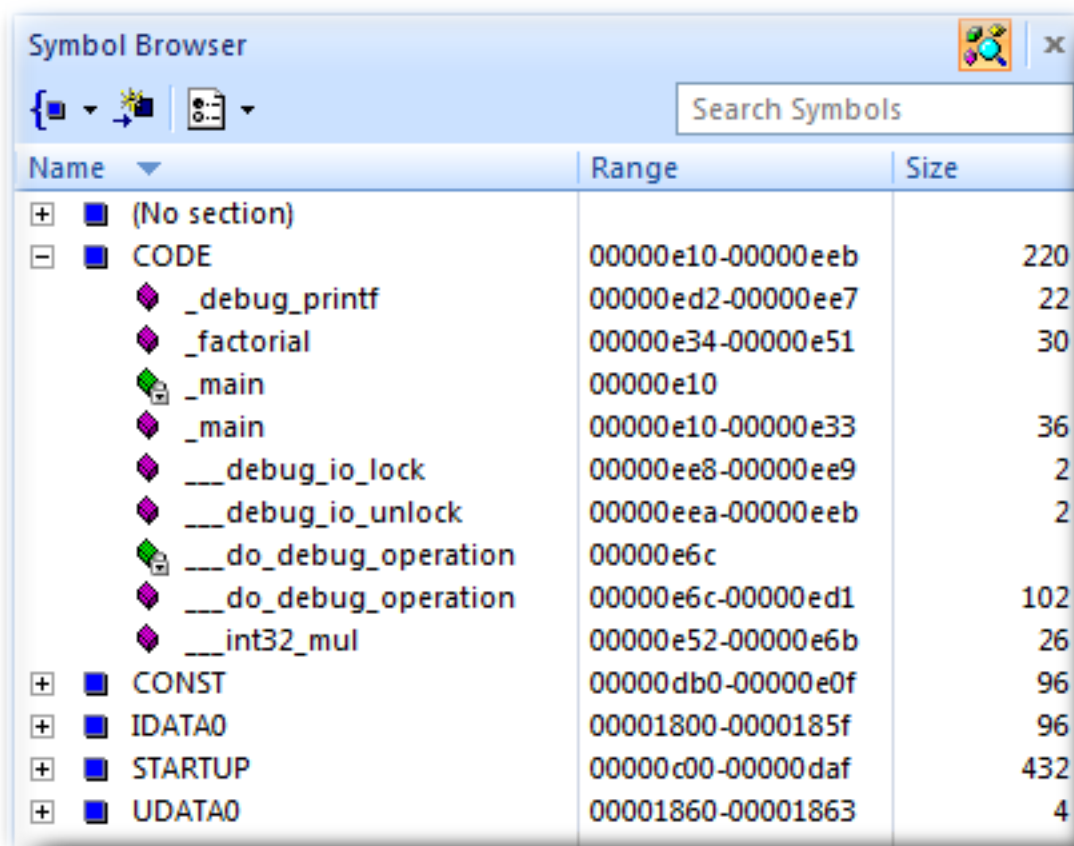 Symbol Browser
Search Symbols
Name Range Size
(No section)
CODE 00000e10-00000eeb 220
_debug_printf 00000ed2-00000ee7 22
_factorial 00000e34-00000e51 30
_main 00000e10
_main 00000e10-00000e33 36
___debug_io_lock 00000ee8-00000ee9 2
___debug_io_unlock 00000eea-00000eeb 2
___do_debug_operation 00000e6c
___do_debug_operation 00000e6c-00000ed1 102
___int32_mul 00000e52-00000e6b 26
CONST 00000db0-00000e0f 96
IDATA0 00001800-0000185f 96
STARTUP 00000c00-00000daf 432
UDATA0 00001860-00001863 4